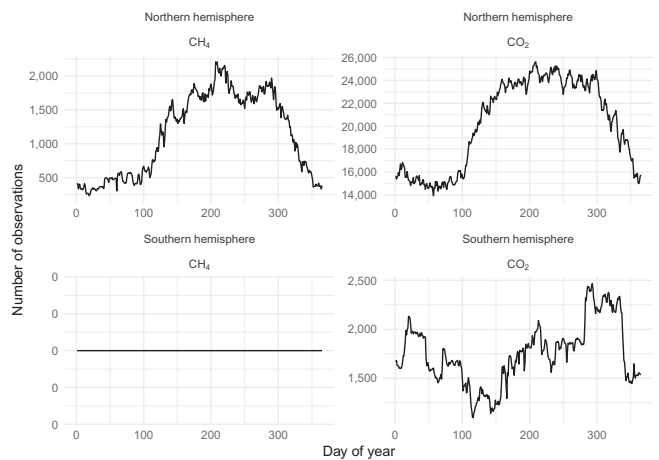 Northern hemisphere
CH4
2,000
1,500
1,000
500
0 100 200 300
Northern hemisphere
CO2
26,000
24,000
22,000
20,000
18,000
16,000
14,000
0 100 200 300
Southern hemisphere
CH4
0
0
0
0
0
0 100 200 300
Southern hemisphere
CO2
2,500
2,000
1,500
0 100 200 300
Number of observations
Day of year